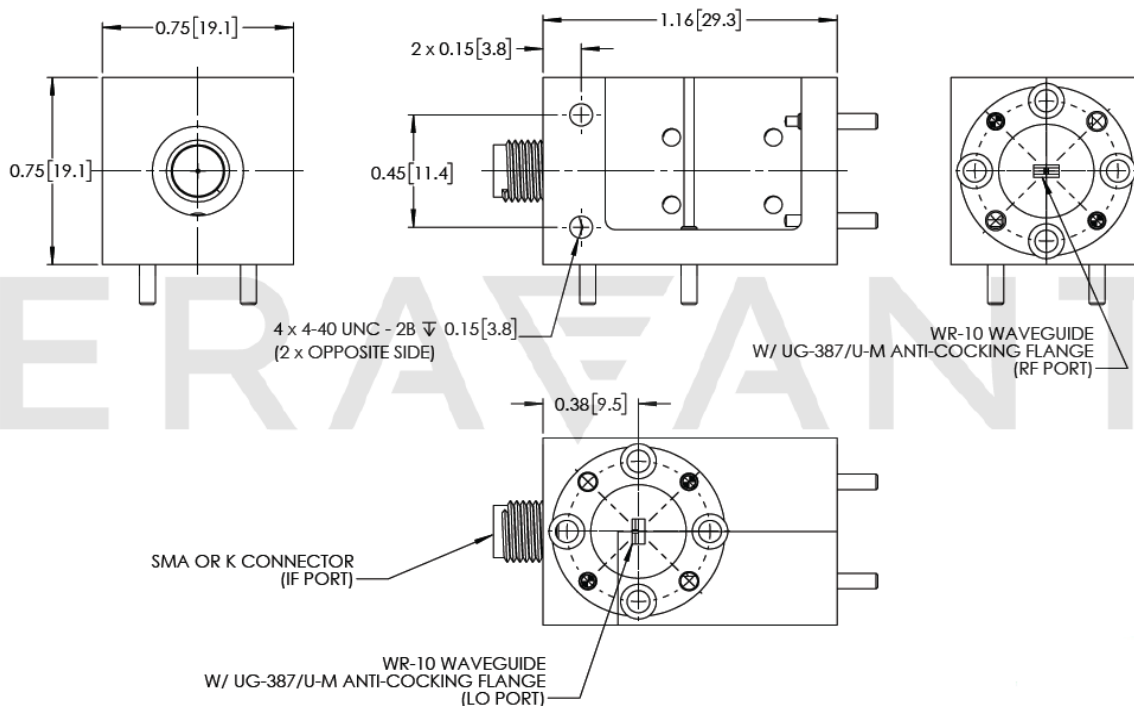 0.75[19.1]
1.16[29.3]
2 x 0.15[3.8]
0.75[19.1]
0.45[11.4]
4 x 4-40 UNC - 2B ↧ 0.15[3.8]
(2 x OPPOSITE SIDE)
WR-10 WAVEGUIDE
W/ UG-387/U-M ANTI-COCKING FLANGE
(RF PORT)
ERAVANT
0.38[9.5]
SMA OR K CONNECTOR
(IF PORT)
WR-10 WAVEGUIDE
W/ UG-387/U-M ANTI-COCKING FLANGE
(LO PORT)